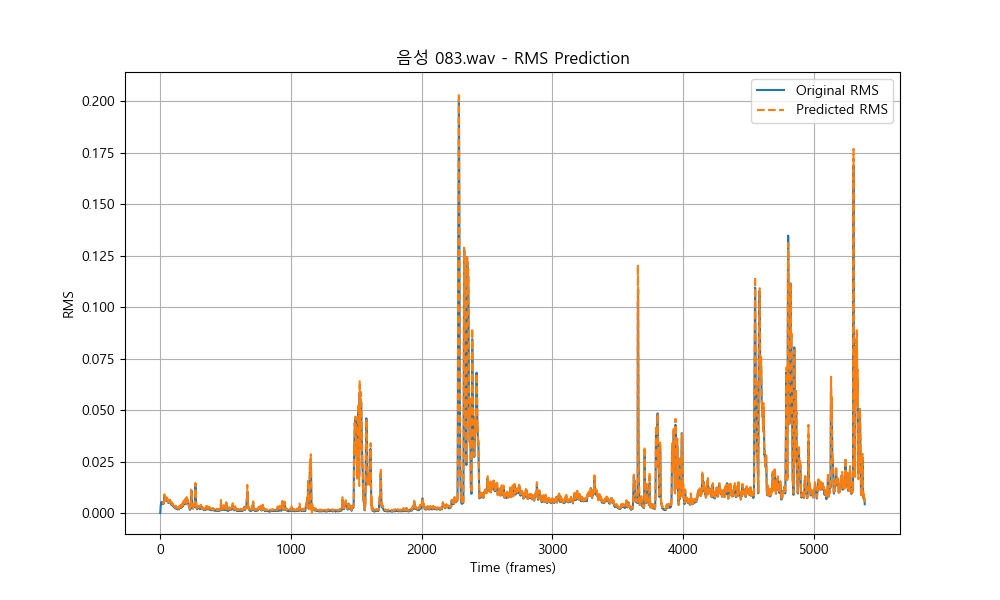 음성 083.wav - RMS Prediction
Original RMS
Predicted RMS
0.200
0.175
0.150
0.125
0.100
0.075
0.050
0.025
0.000
RMS
0 1000 2000 3000 4000 5000
Time (frames)